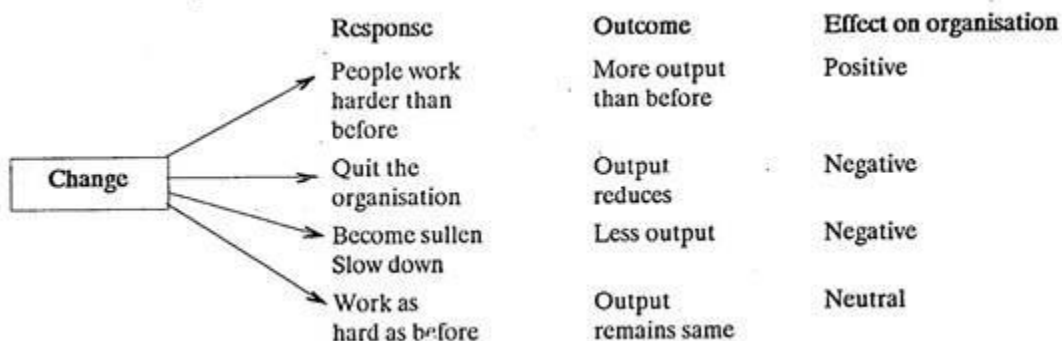 Response Outcome Effect on organisation
People work More output Positive
harder than than before
before
Change
Quit the Output Negative
organisation reduces
Become sullen Less output Negative
Slow down
Work as Output Neutral
hard as before remains same